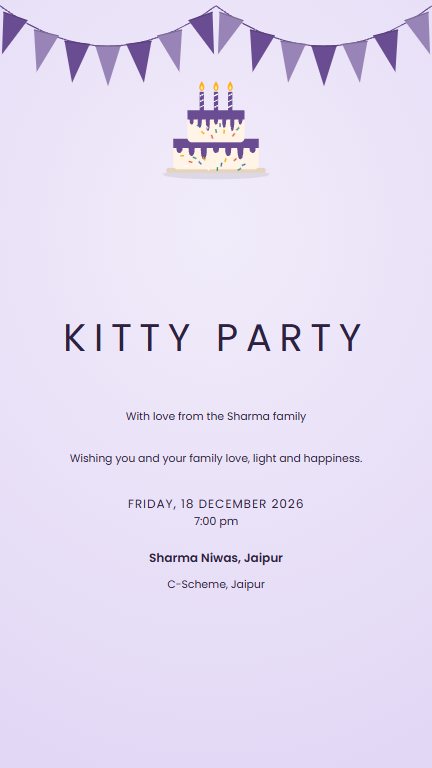 KITTY PARTY
With love from the Sharma family
Wishing you and your family love, light and happiness.
FRIDAY, 18 DECEMBER 2026
7:00 pm
Sharma Niwas, Jaipur
C-Scheme, Jaipur